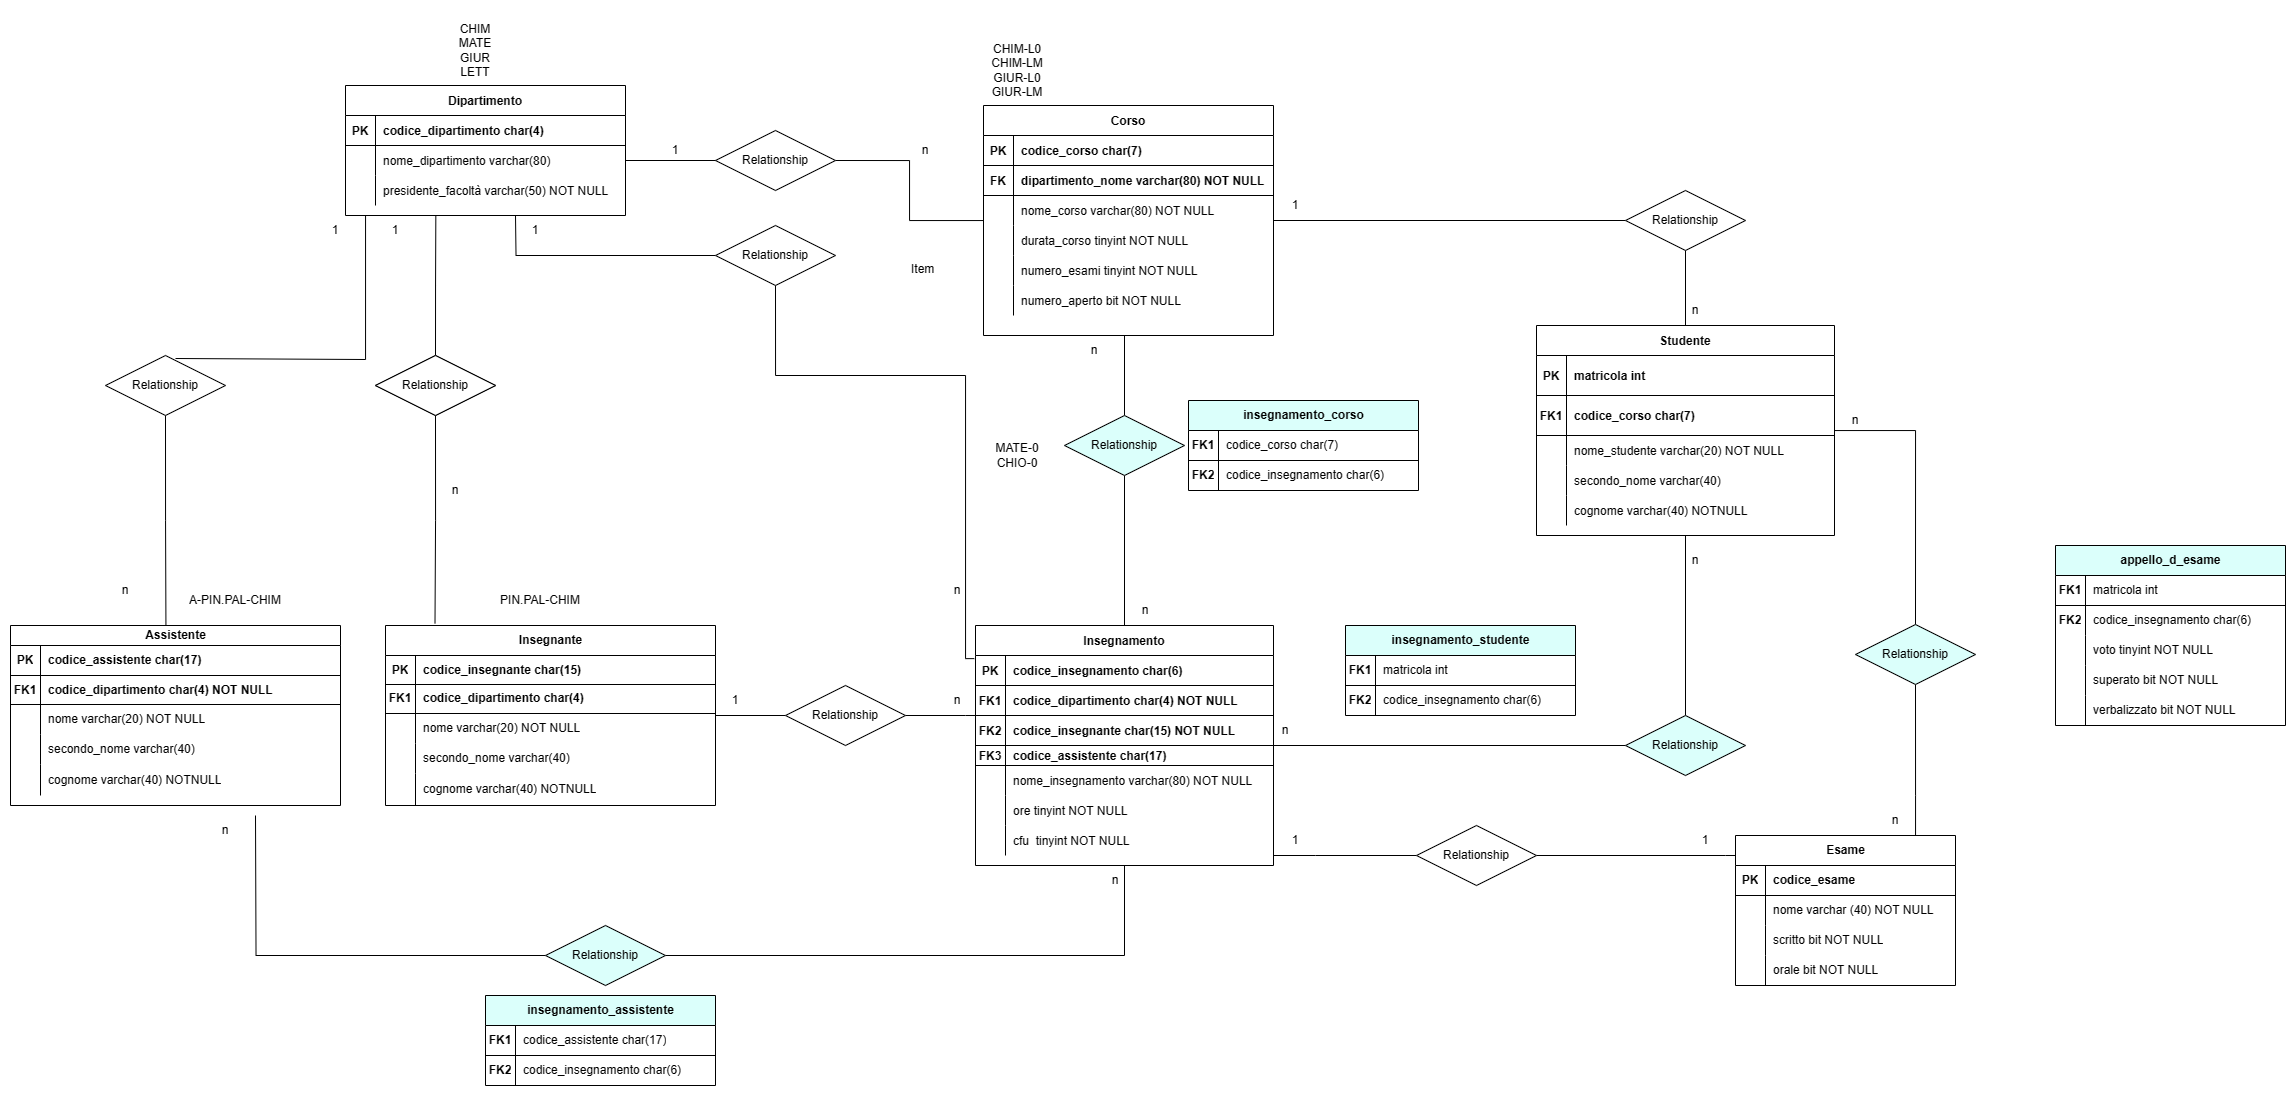 CHIM
MATE
GIUR
LETT
Dipartimento
PK codice_dipartimento char(4)
nome_dipartimento varchar(80)
presidente_facoltà varchar(50) NOT NULL
1
Relationship
n
CHIM-L0
CHIM-LM
GIUR-L0
GIUR-LM
Corso
PK codice_corso char(7)
FK dipartimento_nome varchar(80) NOT NULL
nome_corso varchar(80) NOT NULL
durata_corso tinyint NOT NULL
numero_esami tinyint NOT NULL
numero_aperto bit NOT NULL
1
Relationship
n
1
1
1
Relationship
Item
Relationship
Relationship
n
Studente
PK matricola int
FK1 codice_corso char(7)
nome_studente varchar(20) NOT NULL
secondo_nome varchar(40)
cognome varchar(40) NOTNULL
n
MATE-0
CHIO-0
Relationship
insegnamento_corso
FK1 codice_corso char(7)
FK2 codice_insegnamento char(6)
n
n
n
n
n
n
appello_d_esame
FK1 matricola int
FK2 codice_insegnamento char(6)
voto tinyint NOT NULL
superato bit NOT NULL
verbalizzato bit NOT NULL
A-PIN.PAL-CHIM
Assistente
PK codice_assistente char(17)
FK1 codice_dipartimento char(4) NOT NULL
nome varchar(20) NOT NULL
secondo_nome varchar(40)
cognome varchar(40) NOTNULL
PIN.PAL-CHIM
Insegnante
PK codice_insegnante char(15)
FK1 codice_dipartimento char(4)
nome varchar(20) NOT NULL
secondo_nome varchar(40)
cognome varchar(40) NOTNULL
1
Relationship
n
Insegnamento
PK codice_insegnamento char(6)
FK1 codice_dipartimento char(4) NOT NULL
FK2 codice_insegnante char(15) NOT NULL
FK3 codice_assistente char(17)
nome_insegnamento varchar(80) NOT NULL
ore tinyint NOT NULL
cfu tinyint NOT NULL
insegnamento_studente
FK1 matricola int
FK2 codice_insegnamento char(6)
n
Relationship
Relationship
n
1
Relationship
1
Esame
PK codice_esame
nome varchar (40) NOT NULL
scritto bit NOT NULL
orale bit NOT NULL
n
n
Relationship
insegnamento_assistente
FK1 codice_assistente char(17)
FK2 codice_insegnamento char(6)